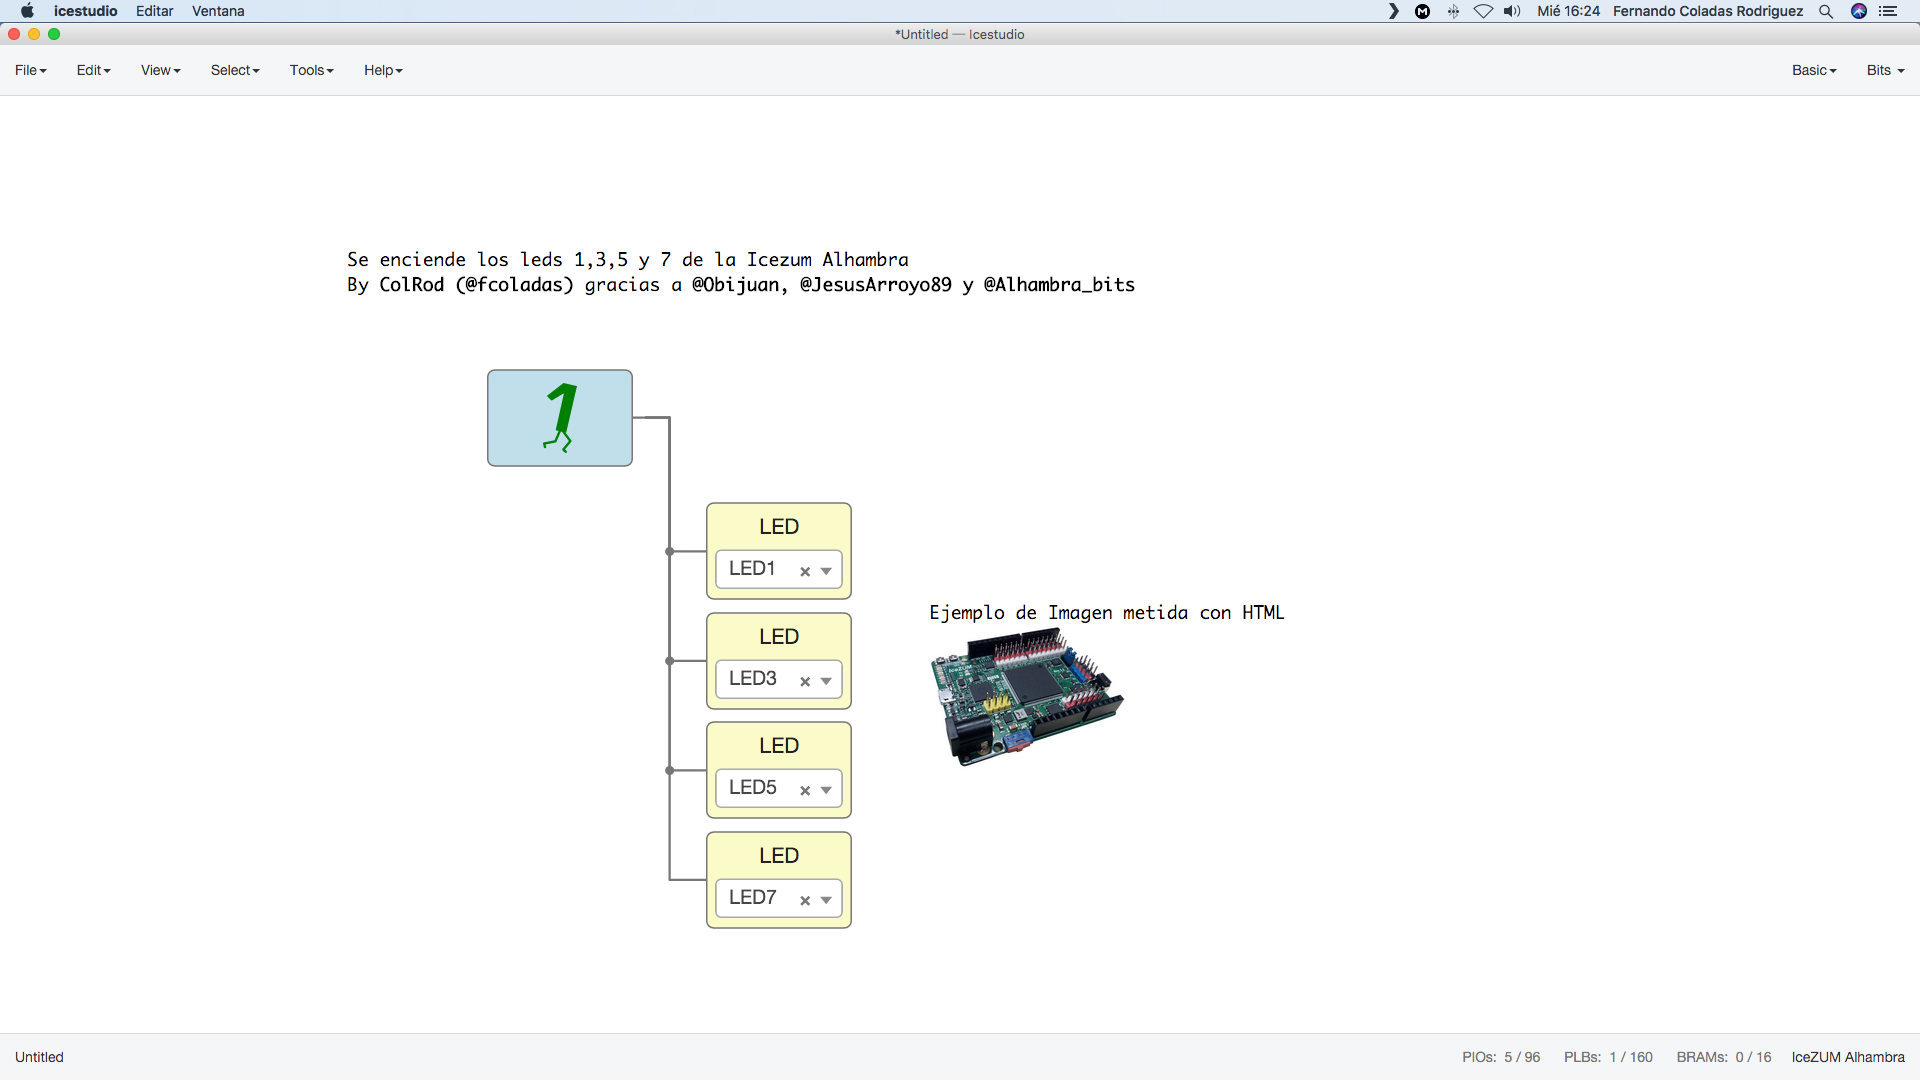 icestudio Editar Ventana Mié 16:24 Fernando Coladas Rodriguez
*Untitled — Icestudio
File Edit View Select Tools Help Basic Bits
Se enciende los leds 1,3,5 y 7 de la Icezum Alhambra
By ColRod (@fcoladas) gracias a @Obijuan, @JesusArroyo89 y @Alhambra_bits
1
LED
LED1
LED
LED3
LED
LED5
LED
LED7
Ejemplo de Imagen metida con HTML
IceZUM
Untitled PIOs: 5 / 96 PLBs: 1 / 160 BRAMs: 0 / 16 IceZUM Alhambra